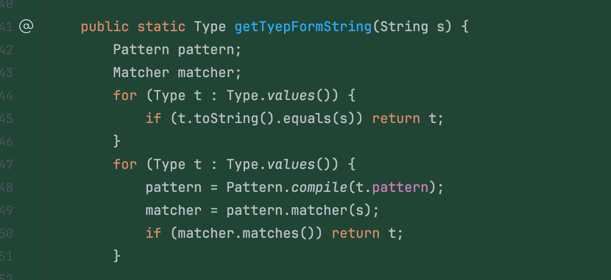 40
41 @ public static Type getTyepFormString(String s) {
42 Pattern pattern;
43 Matcher matcher;
44 for (Type t : Type.values()) {
45 if (t.toString().equals(s)) return t;
46 }
47 for (Type t : Type.values()) {
48 pattern = Pattern.compile(t.pattern);
49 matcher = pattern.matcher(s);
50 if (matcher.matches()) return t;
51 }